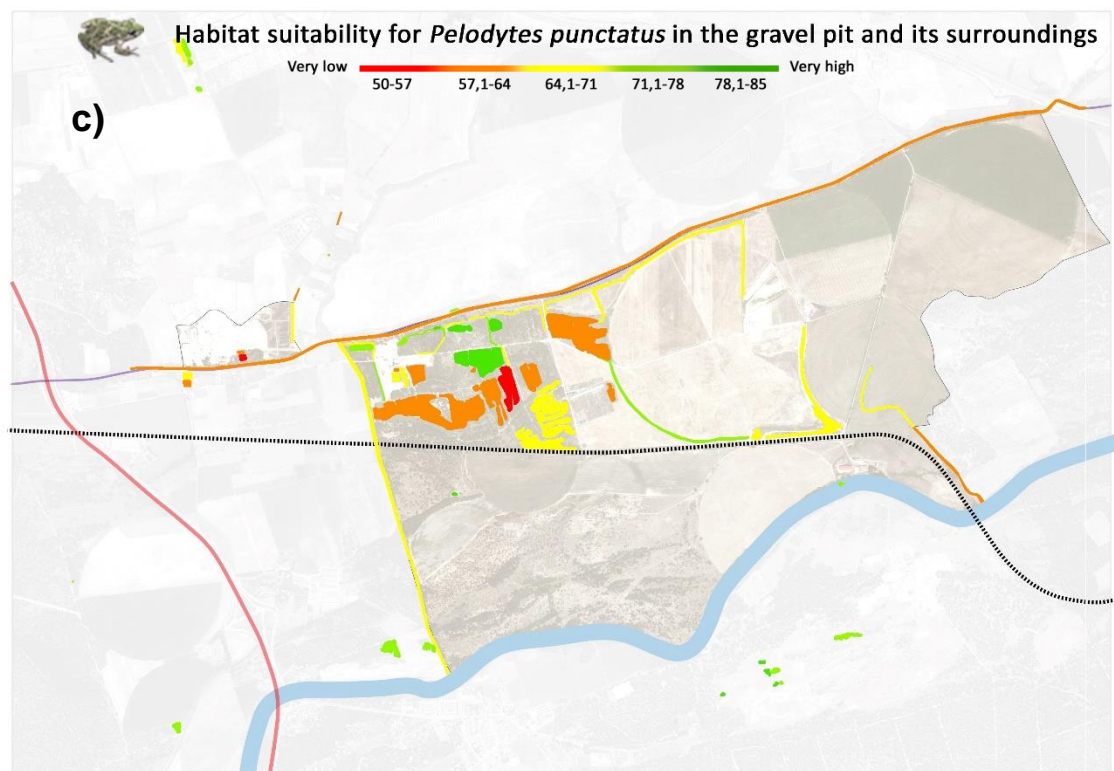 Habitat suitability for Pelodytes punctatus in the gravel pit and its surroundings
Very low Very high
50-57 57,1-64 64,1-71 71,1-78 78,1-85
c)